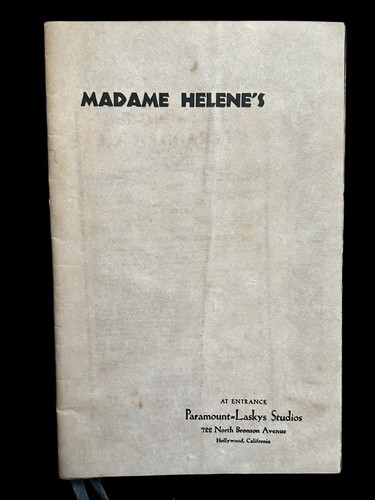 MADAME HELENE'S
AT ENTRANCE
Paramount-Laskys Studios
722 North Bronson Avenue
Hollywood, California